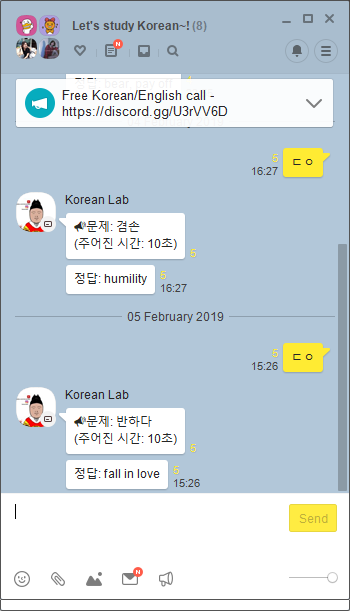 Let's study Korean~! (8)
N
Free Korean/English call -
https://discord.gg/U3rVV6D
5
16:27
ㄷㅇ
Korean Lab
문제: 겸손
(주어진 시간: 10초)
5
정답: humility
5
16:27
05 February 2019
5
15:26
ㄷㅇ
Korean Lab
문제: 반하다
(주어진 시간: 10초)
5
정답: fall in love
5
15:26
Send
N